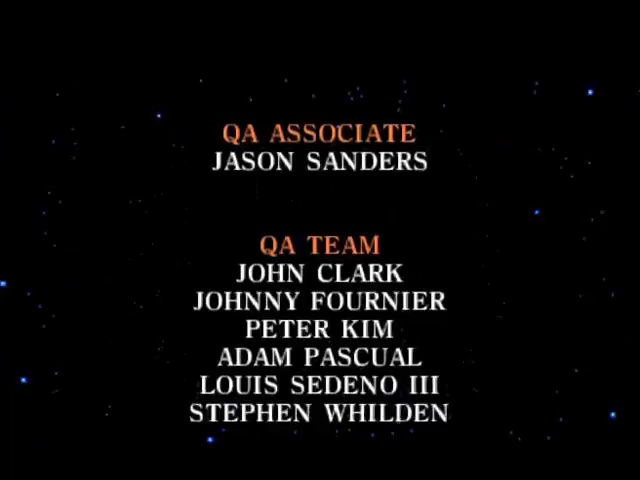 QA ASSOCIATE
JASON SANDERS
QA TEAM
JOHN CLARK
JOHNNY FOURNIER
PETER KIM
ADAM PASCUAL
LOUIS SEDENO III
STEPHEN WHILDEN